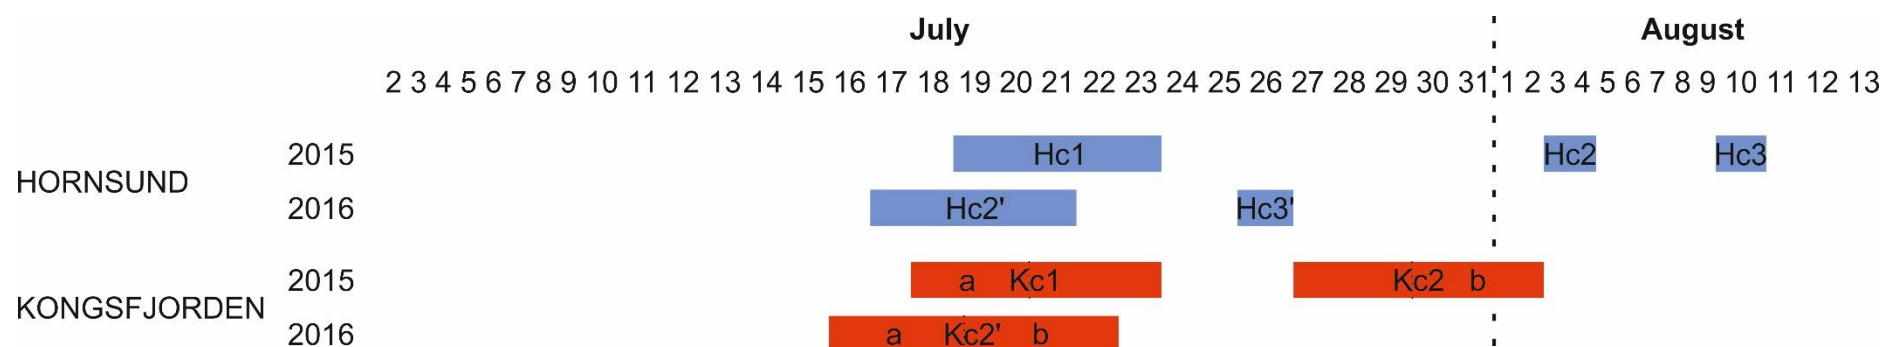 July August
2 3 4 5 6 7 8 9 10 11 12 13 14 15 16 17 18 19 20 21 22 23 24 25 26 27 28 29 30 31 1 2 3 4 5 6 7 8 9 10 11 12 13
HORNSUND
2015 Hc1 Hc2 Hc3
2016 Hc2' Hc3'
KONGSFJORDEN
2015 a Kc1 Kc2 b
2016 a Kc2' b